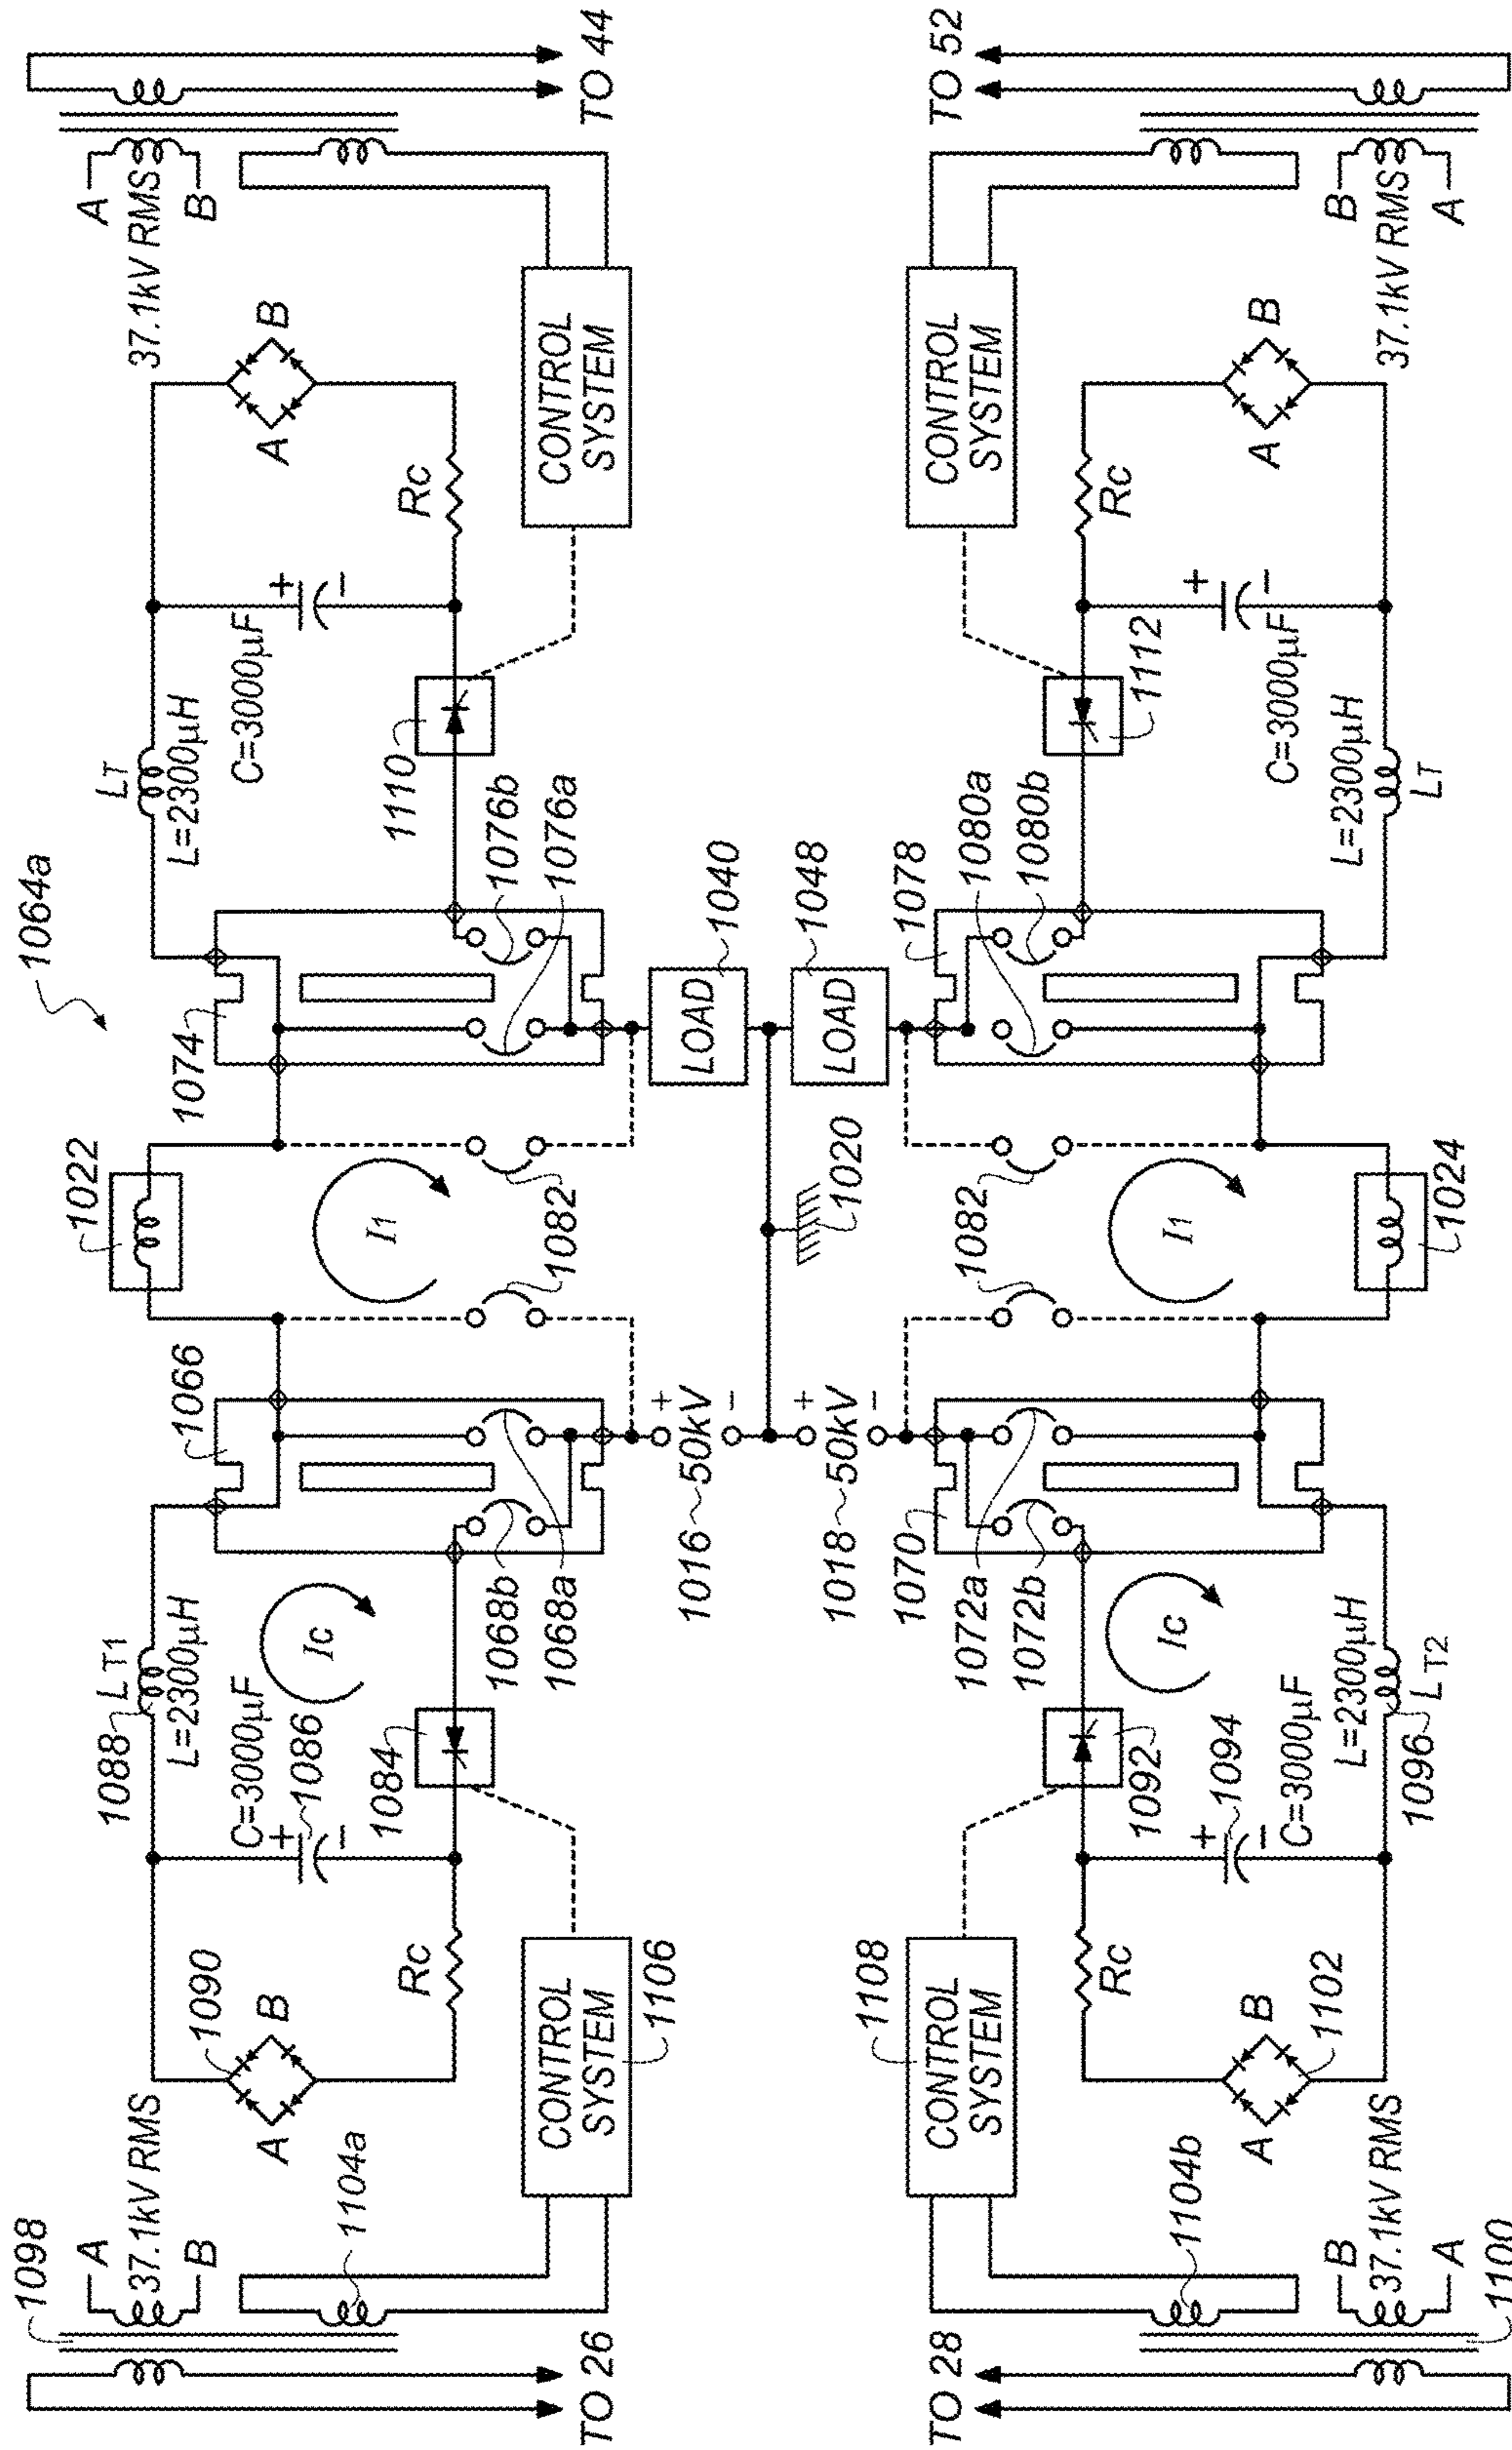 1064a
1098
A
37.1kV RMS
B
1090
A
B
1104a
1088
LT1
L=2300µH
C=3000µF
+
−
1086
Ic
1066
1022
I1
1074
LT
L=2300µH
C=3000µF
+
−
A
B
A
37.1kV RMS
B
Rc
1084
1068b
1068a
1082
1076b
1076a
1110
Rc
TO 26
CONTROL
SYSTEM
1106
1016
+
50kV
−
LOAD
1040
CONTROL
SYSTEM
TO 44
1018
+
50kV
−
1020
LOAD
1048
TO 28
1108
CONTROL
SYSTEM
1070
1072a
1072b
1082
1078
1080a
1080b
CONTROL
SYSTEM
TO 52
Rc
1092
1112
Rc
1104b
A
B
1102
+
−
1094
C=3000µF
Ic
I1
C=3000µF
+
−
A
B
B
37.1kV RMS
A
1100
L=2300µH
1096
LT2
1024
L=2300µH
LT
B
37.1kV RMS
A